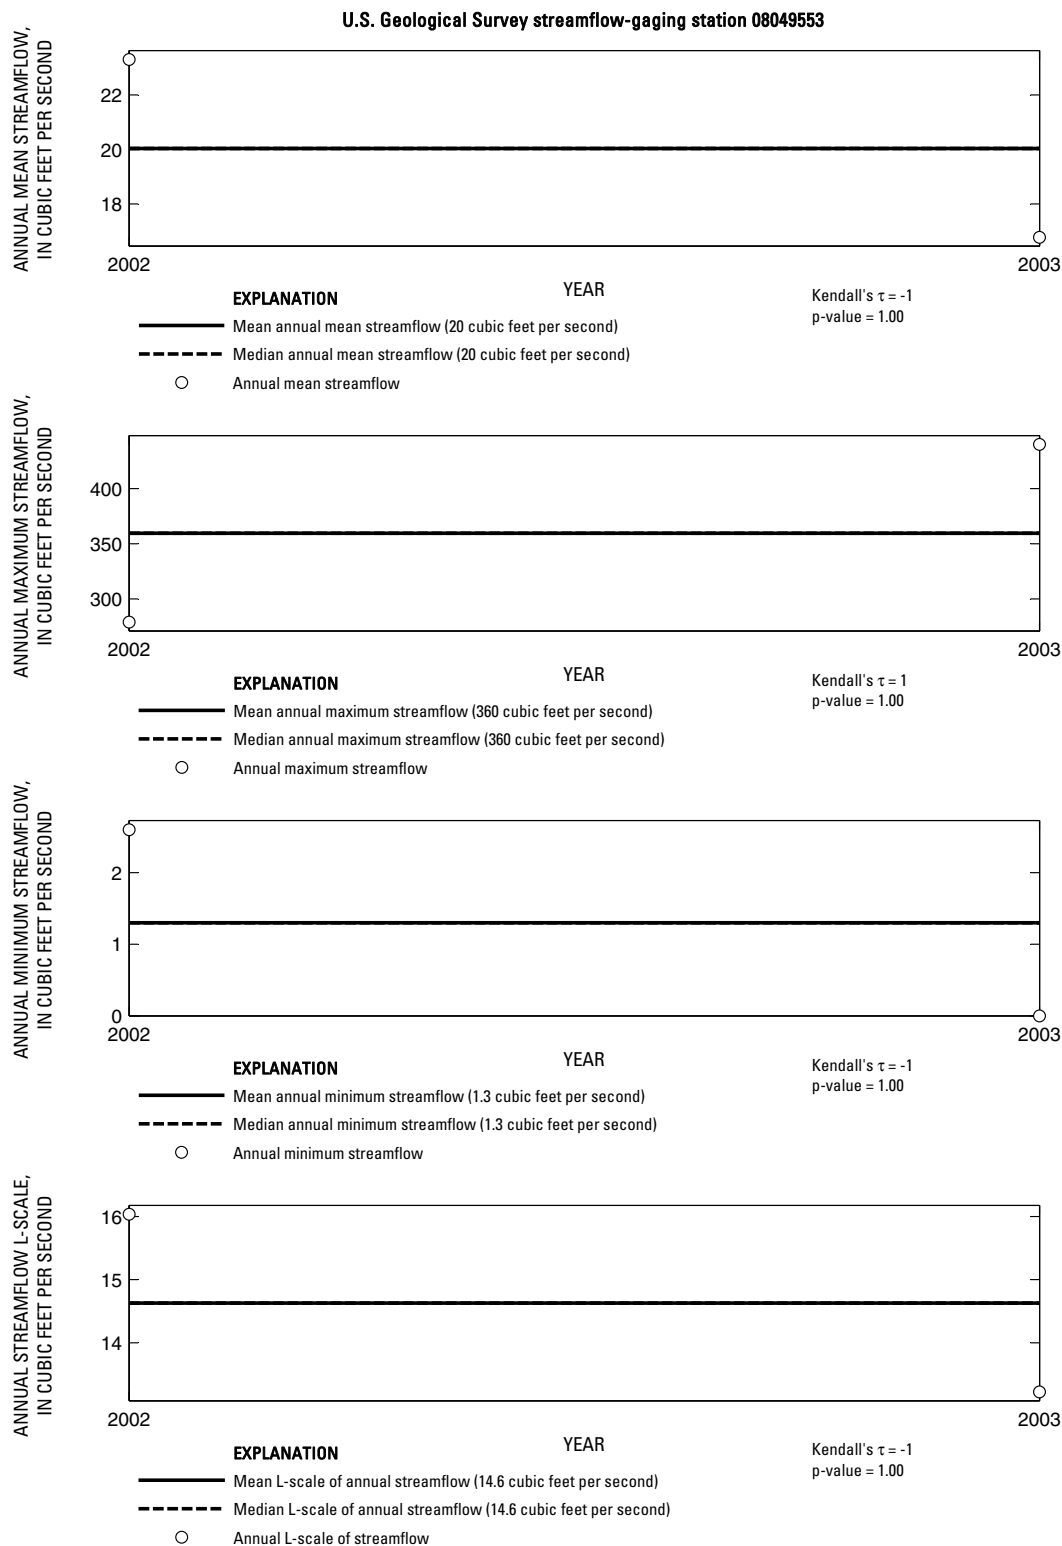 U.S. Geological Survey streamflow-gaging station 08049553
ANNUAL MEAN STREAMFLOW,
IN CUBIC FEET PER SECOND
22
20
18
2002
2003
YEAR
EXPLANATION
Mean annual mean streamflow (20 cubic feet per second)
Median annual mean streamflow (20 cubic feet per second)
Annual mean streamflow
Kendall's τ = -1
p-value = 1.00
ANNUAL MAXIMUM STREAMFLOW,
IN CUBIC FEET PER SECOND
400
350
300
2002
2003
YEAR
EXPLANATION
Mean annual maximum streamflow (360 cubic feet per second)
Median annual maximum streamflow (360 cubic feet per second)
Annual maximum streamflow
Kendall's τ = 1
p-value = 1.00
ANNUAL MINIMUM STREAMFLOW,
IN CUBIC FEET PER SECOND
2
1
0
2002
2003
YEAR
EXPLANATION
Mean annual minimum streamflow (1.3 cubic feet per second)
Median annual minimum streamflow (1.3 cubic feet per second)
Annual minimum streamflow
Kendall's τ = -1
p-value = 1.00
ANNUAL STREAMFLOW L-SCALE,
IN CUBIC FEET PER SECOND
16
15
14
2002
2003
YEAR
EXPLANATION
Mean L-scale of annual streamflow (14.6 cubic feet per second)
Median L-scale of annual streamflow (14.6 cubic feet per second)
Annual L-scale of streamflow
Kendall's τ = -1
p-value = 1.00